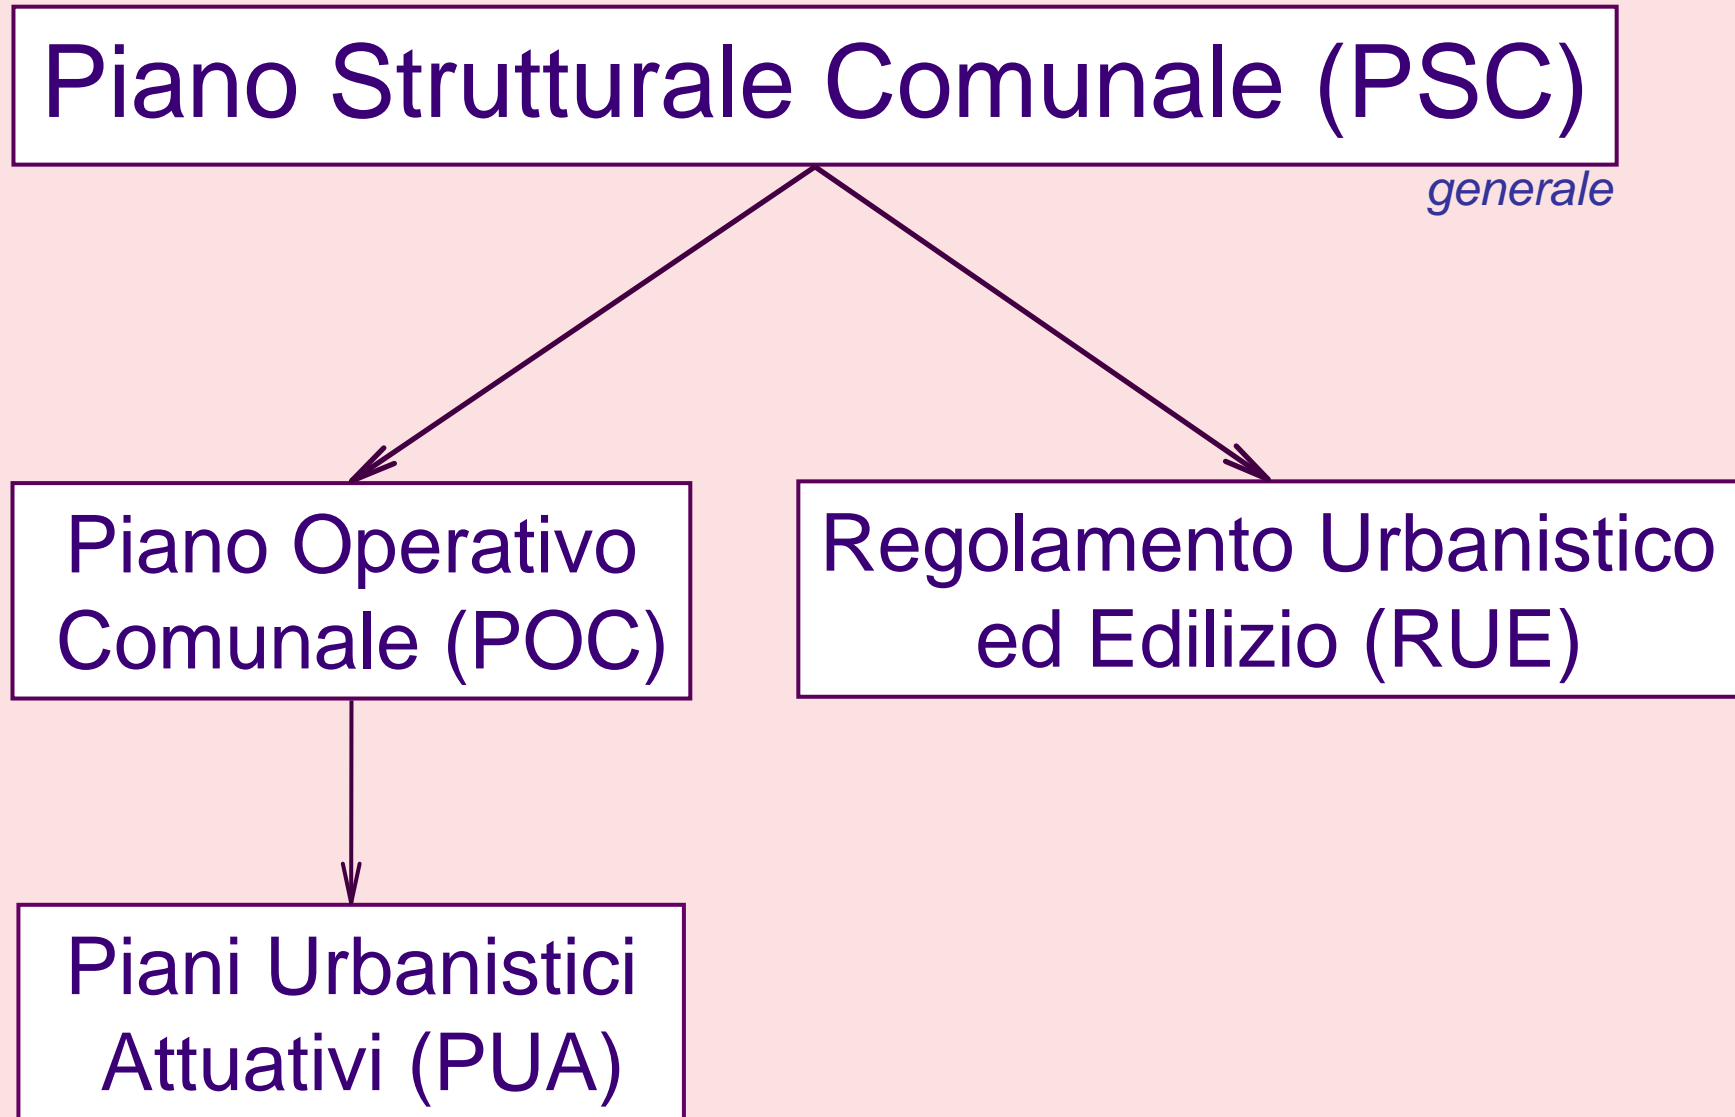 Piano Strutturale Comunale (PSC)
generale
Piano Operativo
Comunale (POC)
Regolamento Urbanistico
ed Edilizio (RUE)
Piani Urbanistici
Attuativi (PUA)